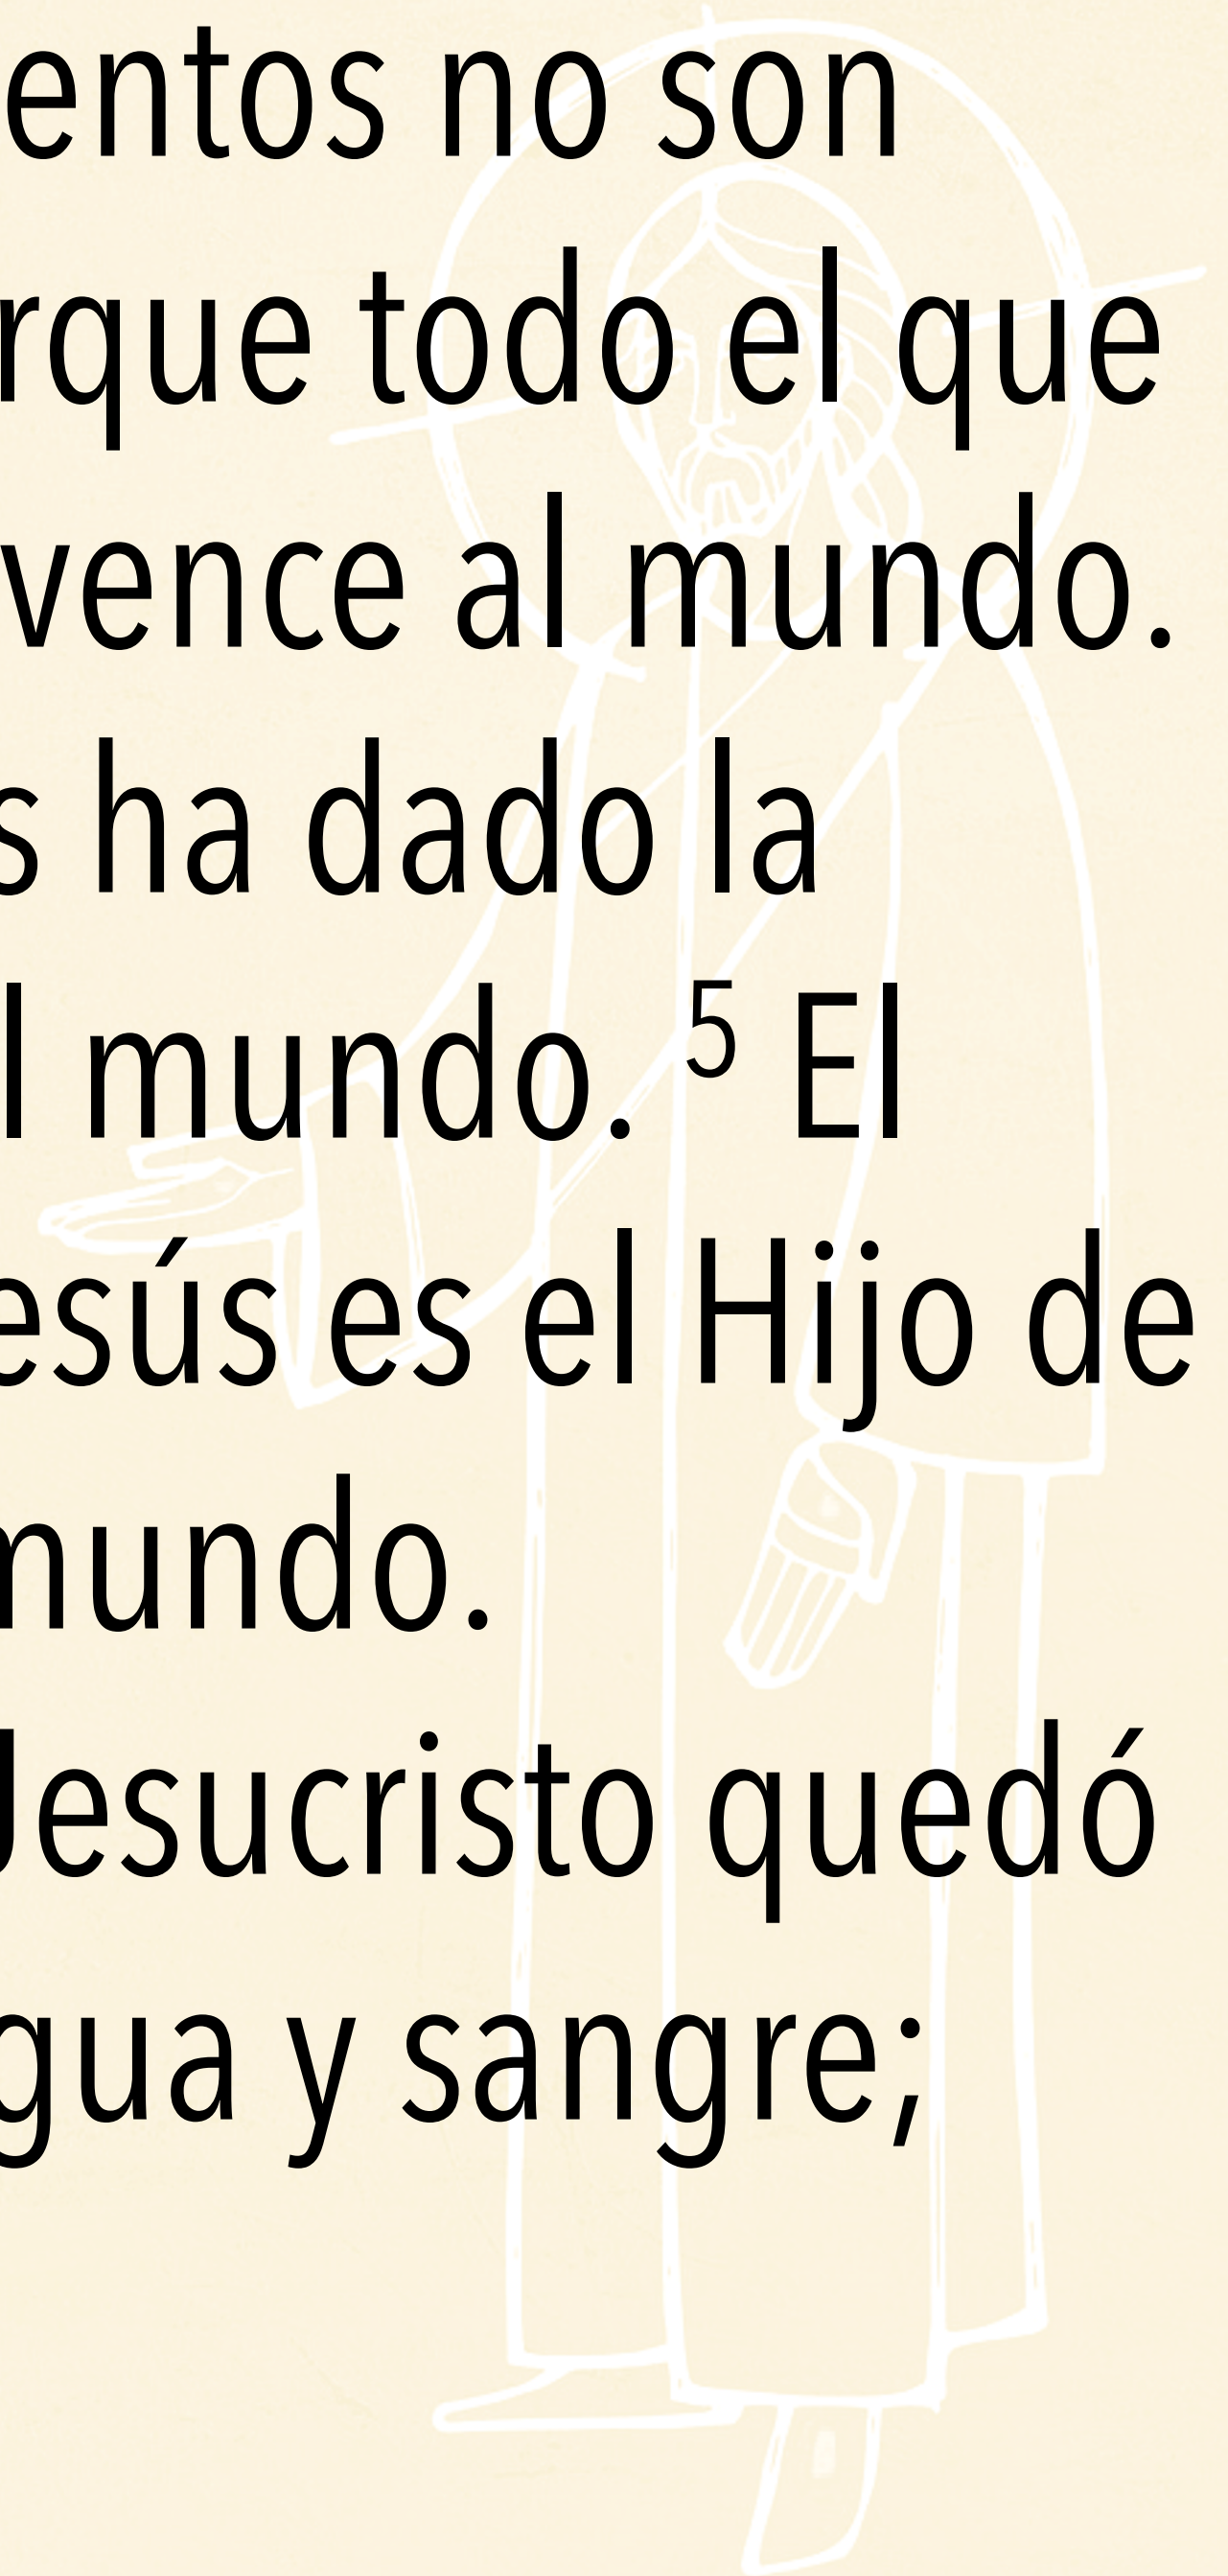 entos no son
rque todo el que
vence al mundo.
s ha dado la
l mundo. ⁵ El
esús es el Hijo de
mundo.
Jesucristo quedó
gua y sangre;